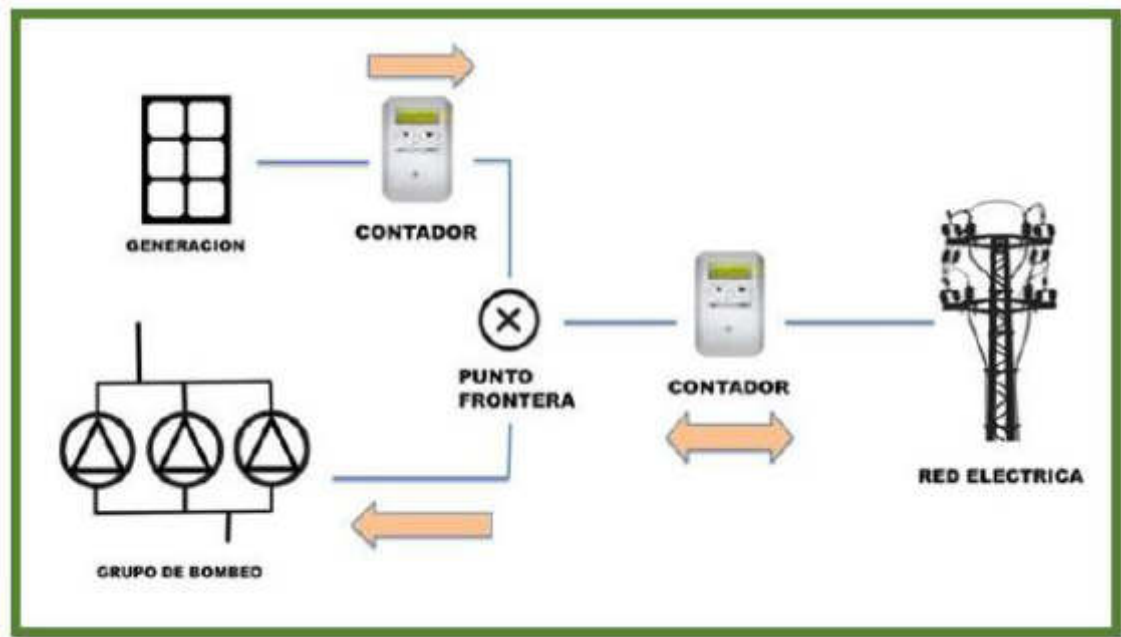 GENERACION
CONTADOR
PUNTO
FRONTERA
CONTADOR
RED ELECTRICA
GRUPO DE BOMBEO